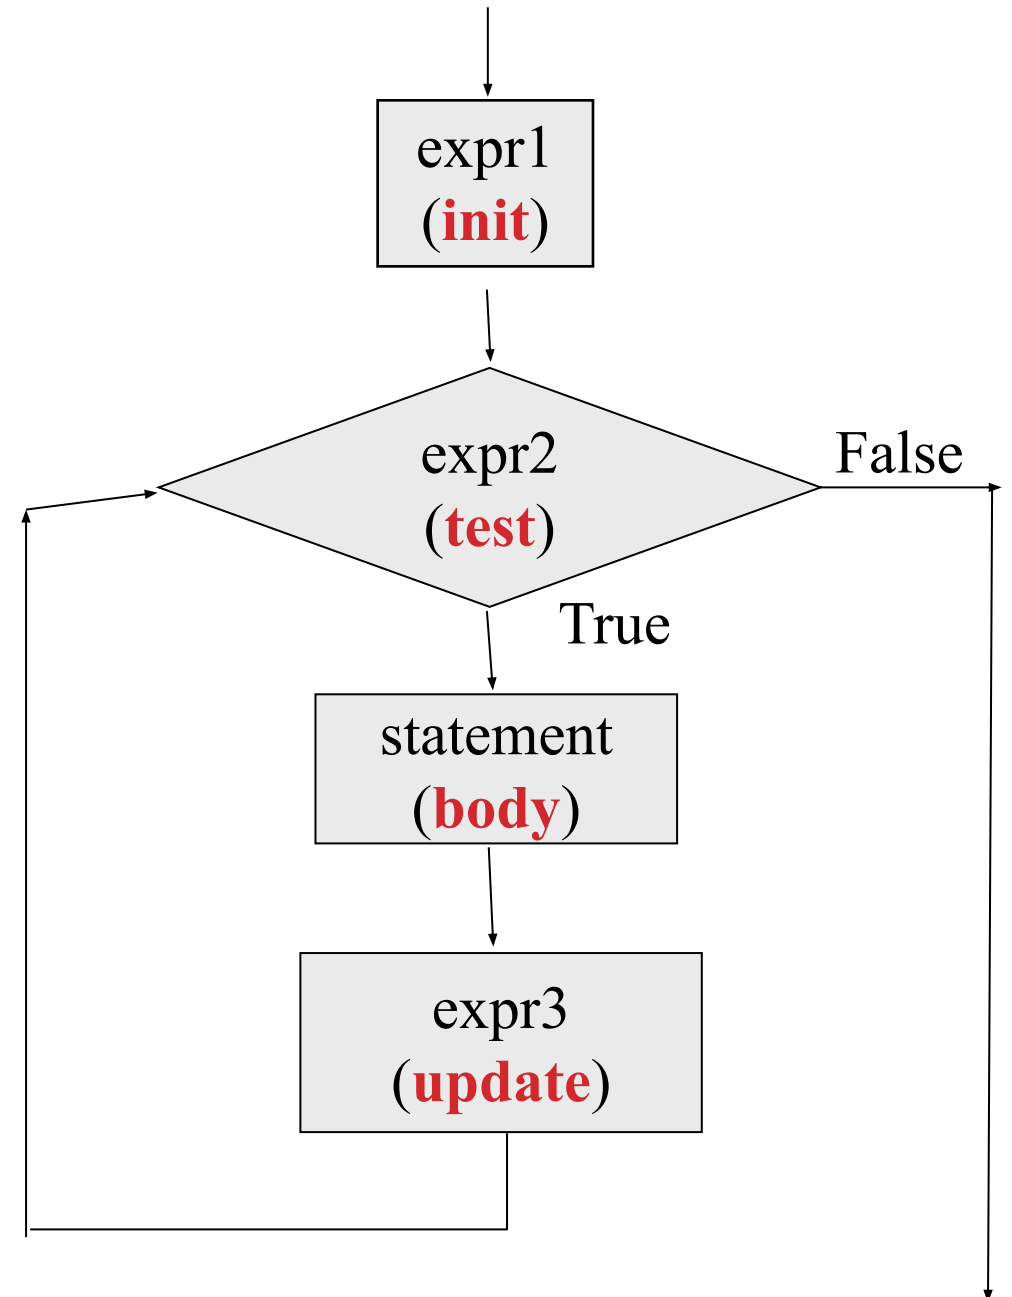 expr1
(init)
expr2
(test)
False
True
statement
(body)
expr3
(update)